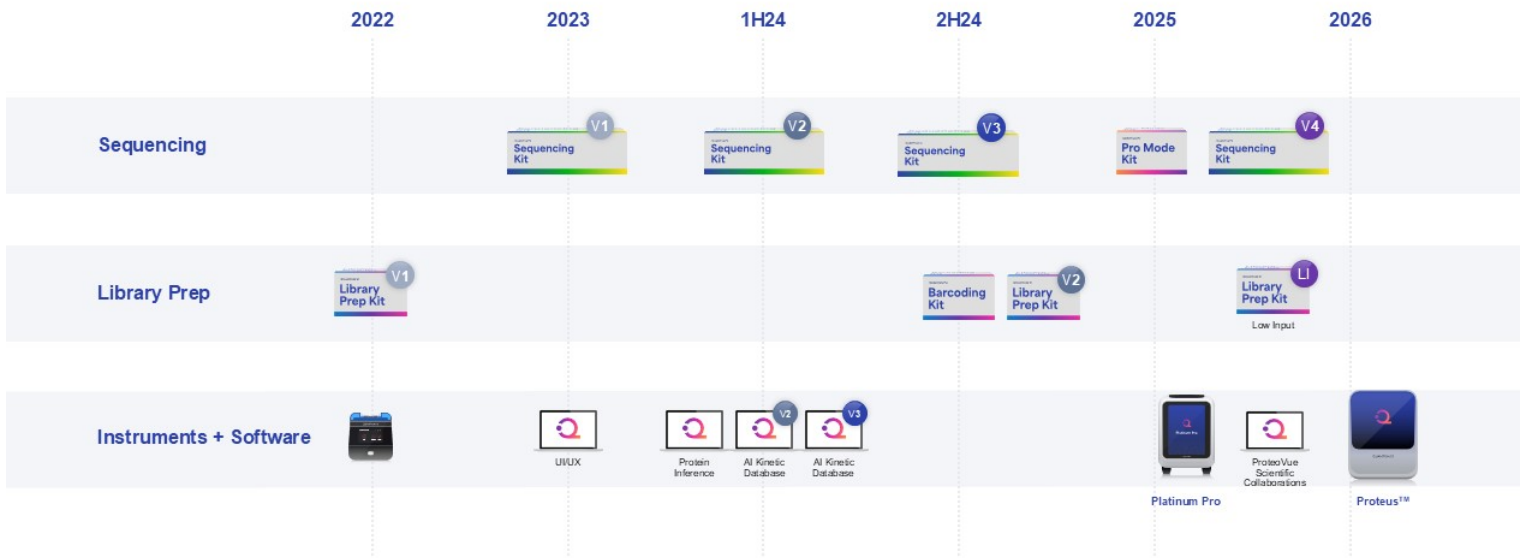 2022
2023
1H24
2H24
2025
2026
Sequencing
V1
Sequencing
Kit
V2
Sequencing
Kit
V3
Sequencing
Kit
Pro Mode
Kit
V4
Sequencing
Kit
Library Prep
V1
Library
Prep Kit
Barcoding
Kit
V2
Library
Prep Kit
LI
Library
Prep Kit
Low Input
Instruments + Software
UI/UX
Protein
Inference
V2
AI Kinetic
Database
V3
AI Kinetic
Database
Platinum Pro
Platinum Pro
ProteoVue
Scientific
Collaborations
Proteus™